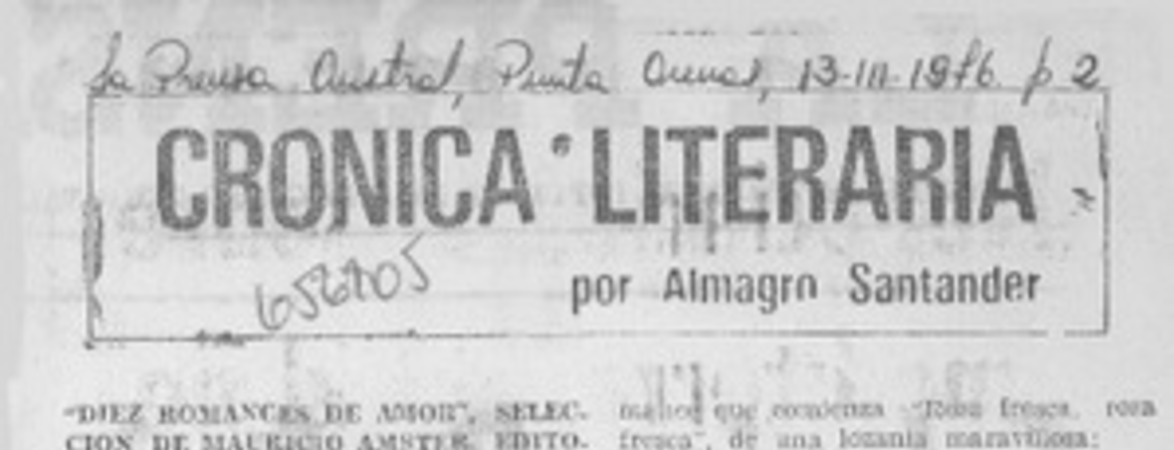 La Prensa Austral, Punta Arenas, 13-III-1976 p 2
CRONICA LITERARIA
por Almagro Santander
"DIEZ ROMANCES DE AMOR", SELEC-
CION DE MAURICIO AMSTER, EDITO-
que comienza "Rosa fresca, rosa
fresca", de una lozanía maravillosa: